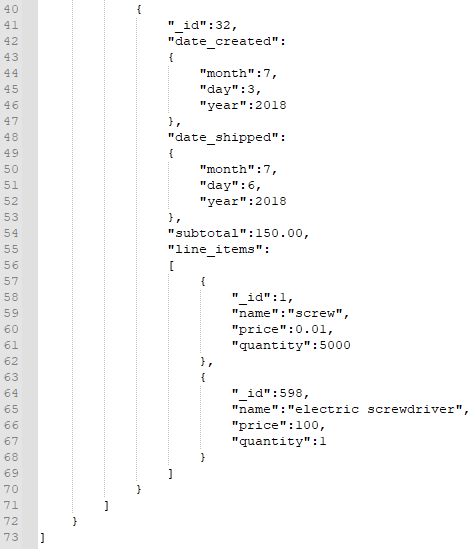 40 {
41 "_id":32,
42 "date_created":
43 {
44 "month":7,
45 "day":3,
46 "year":2018
47 },
48 "date_shipped":
49 {
50 "month":7,
51 "day":6,
52 "year":2018
53 },
54 "subtotal":150.00,
55 "line_items":
56 [
57 {
58 "_id":1,
59 "name":"screw",
60 "price":0.01,
61 "quantity":5000
62 },
63 {
64 "_id":598,
65 "name":"electric screwdriver",
66 "price":100,
67 "quantity":1
68 }
69 ]
70 }
71 ]
72 }
73 ]